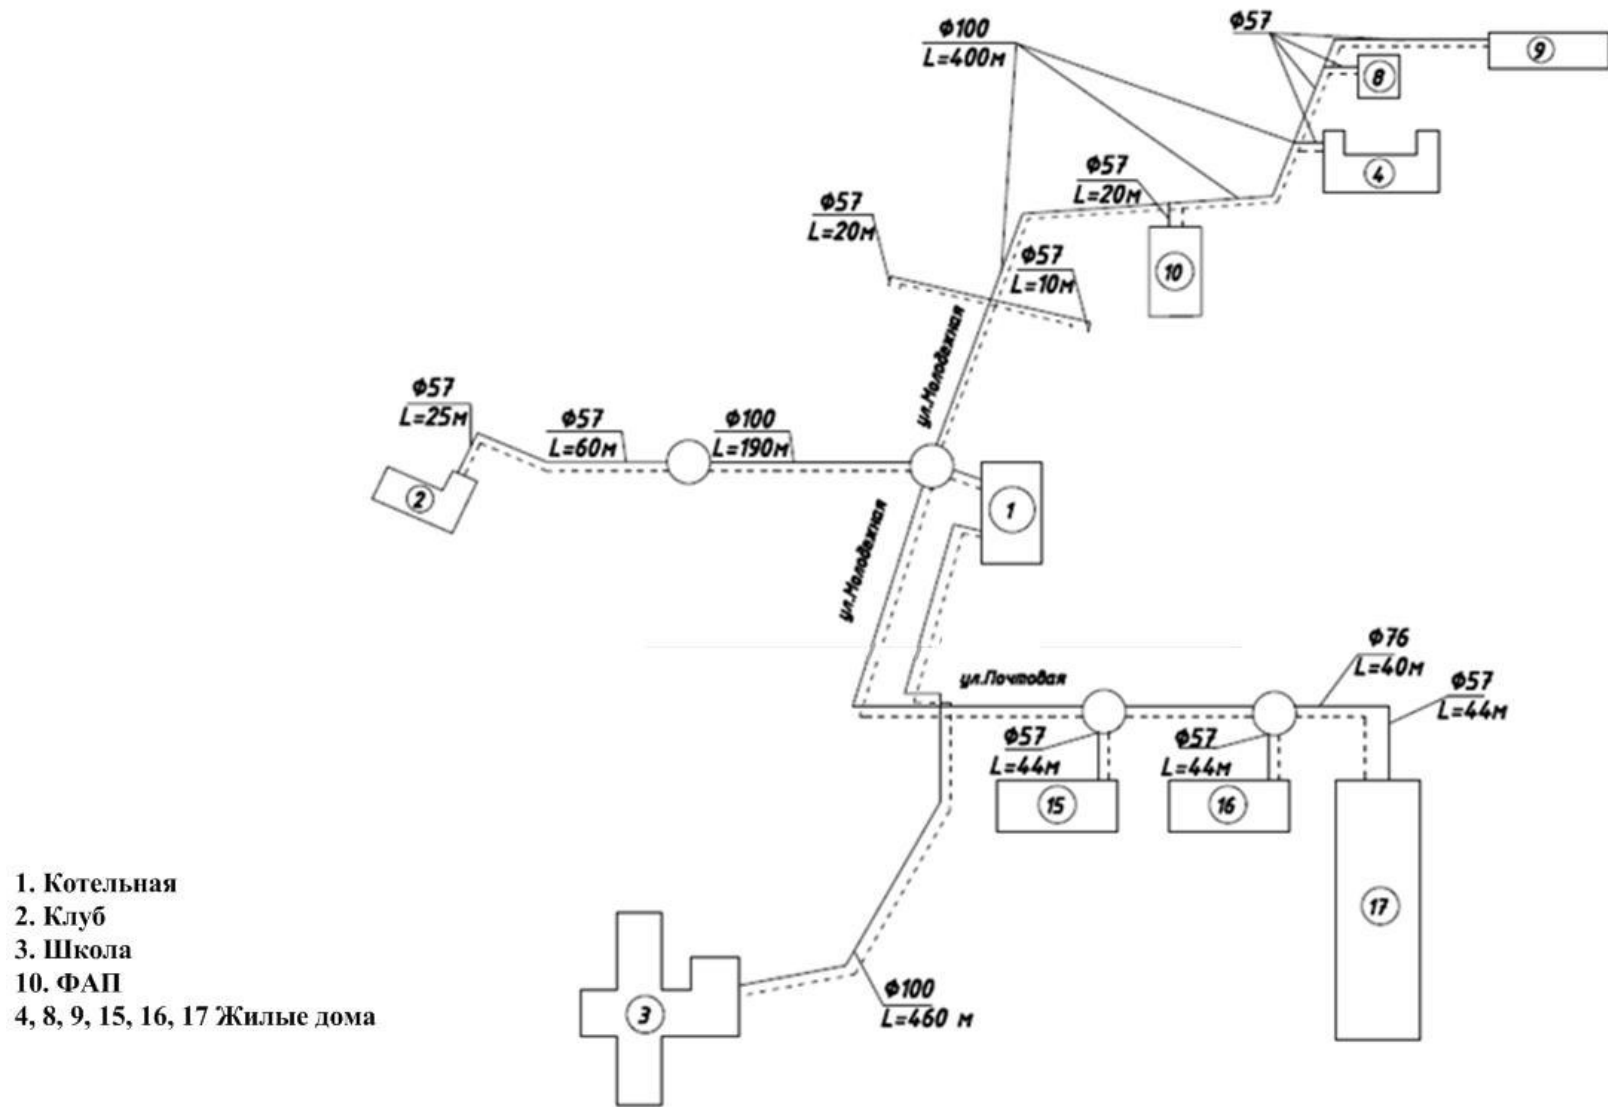 ф100
L=400м
ф57
9
8
4
ф57
L=20м
ф57
L=20м
10
ф57
L=10м
ул.Молодежная
ф57
L=25м
ф57
L=60м
ф100
L=190м
2
1
ул.Молодежная
ф76
L=40м
ул.Почтовая
ф57
L=44м
ф57
L=44м
ф57
L=44м
15
16
17
1. Котельная
2. Клуб
3. Школа
10. ФАП
4, 8, 9, 15, 16, 17 Жилые дома
3
ф100
L=460 м